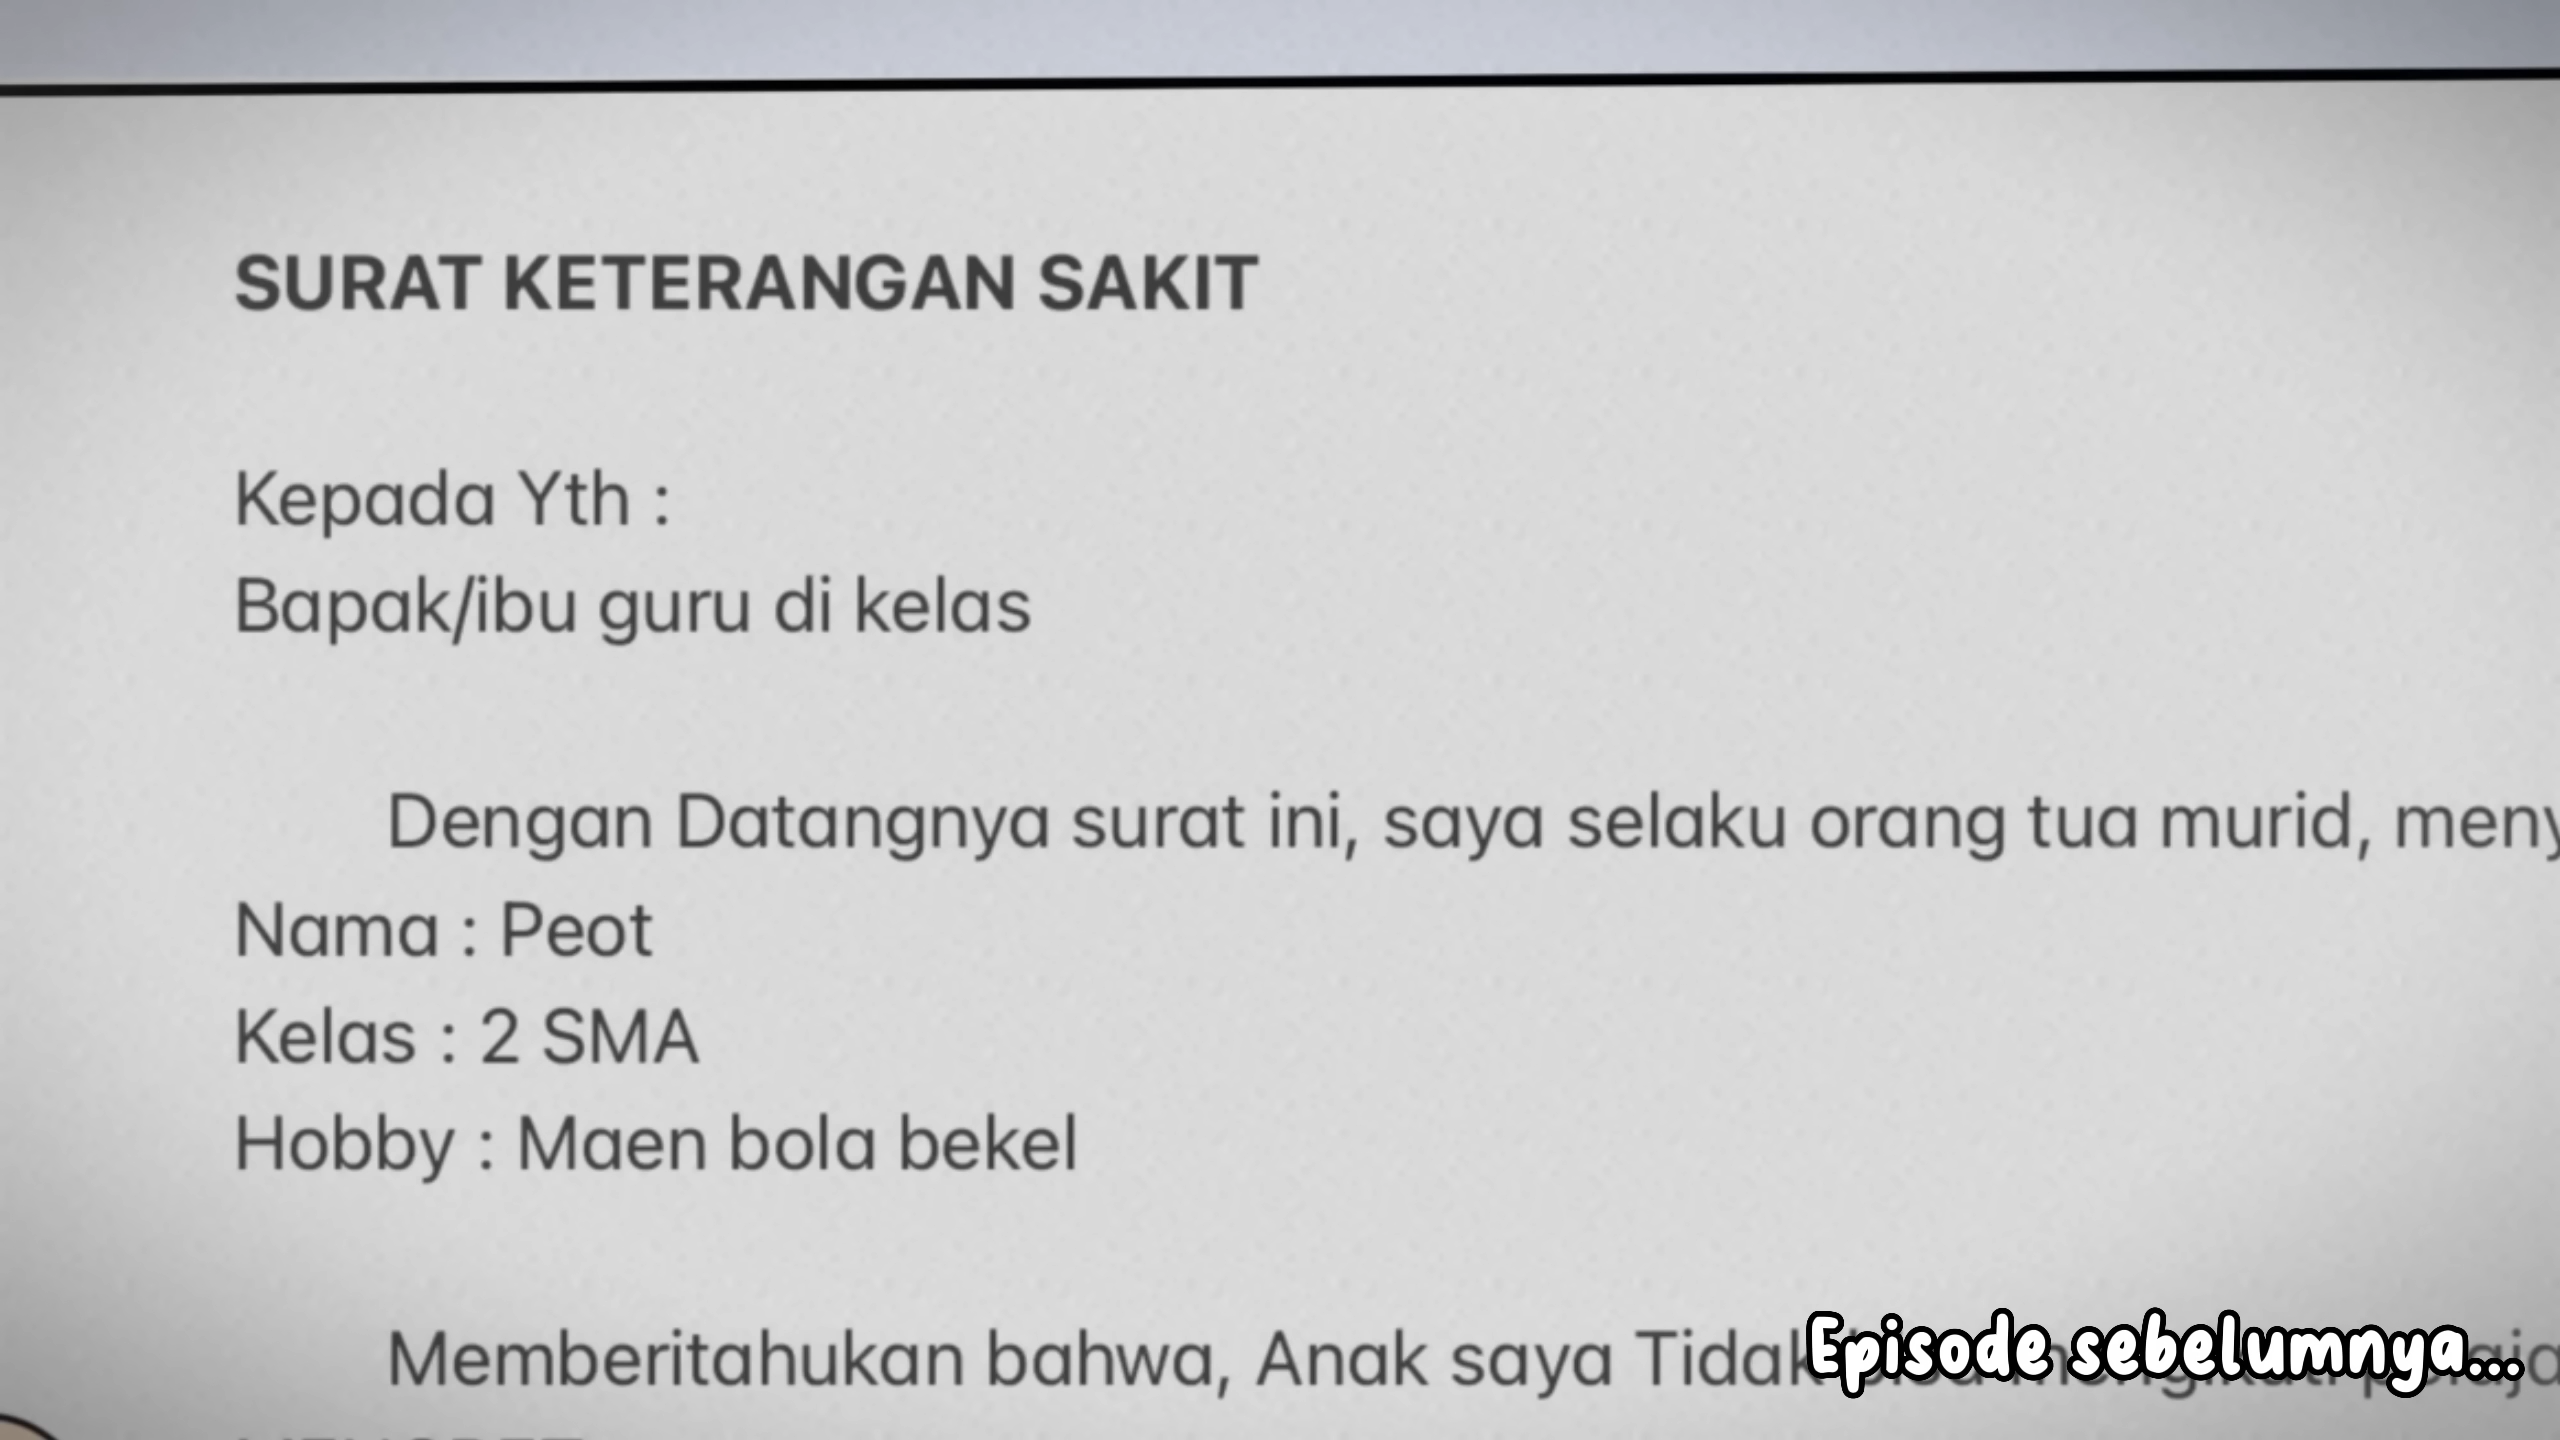 SURAT KETERANGAN SAKIT
Kepada Yth :
Bapak/ibu guru di kelas
Dengan Datangnya surat ini, saya selaku orang tua murid,
Nama : Peot
Kelas : 2 SMA
Hobby : Maen bola bekel
Memberitahukan bahwa, Anak saya Tidak
Episode sebelumnya...